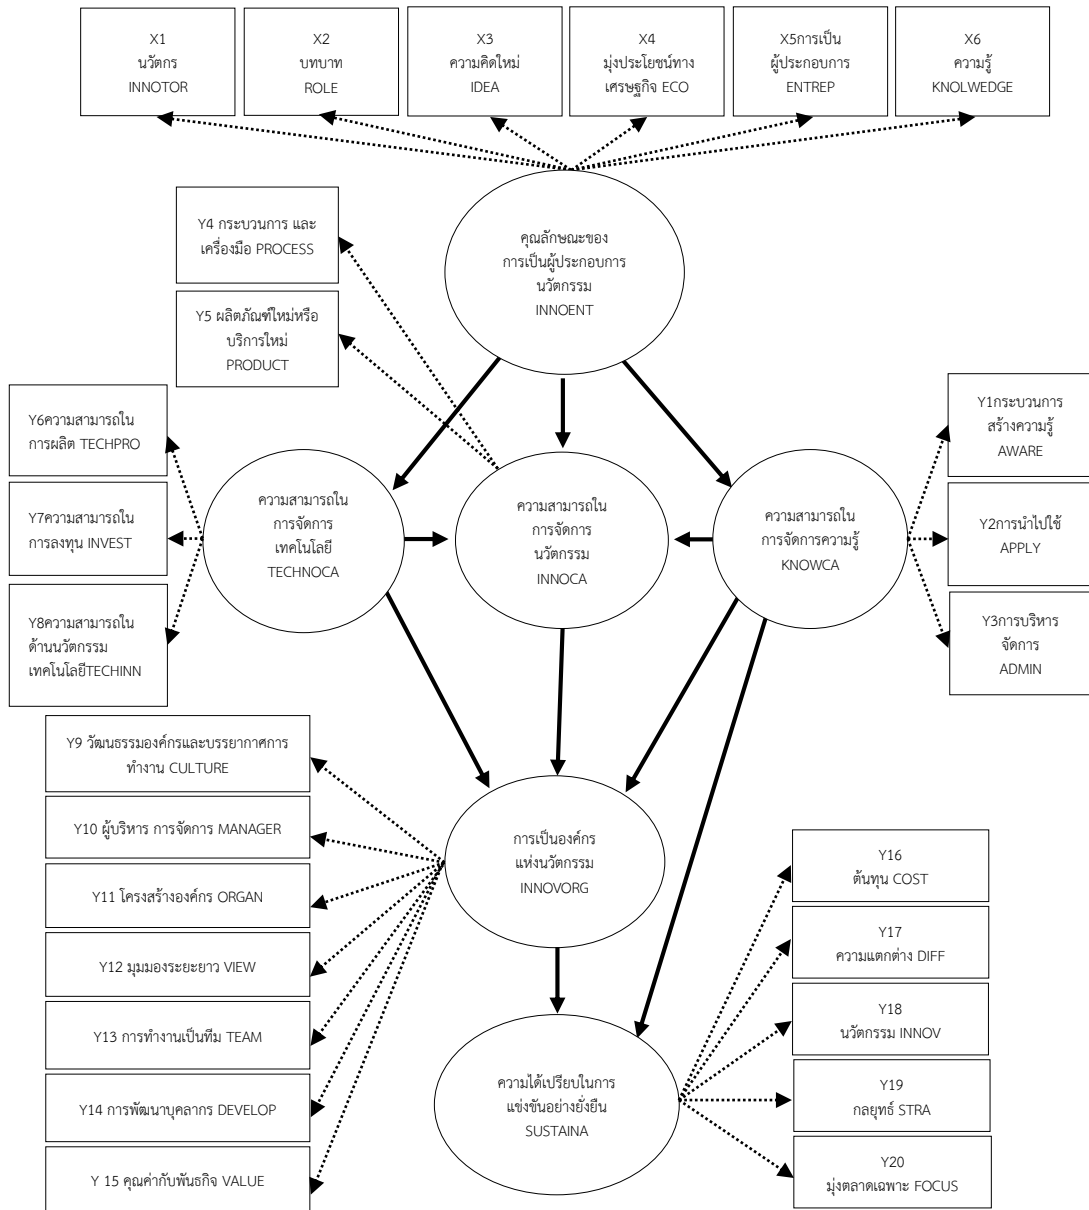 X1
นวัตกร
INNOTOR
X2
บทบาท
ROLE
X3
ความคิดใหม่
IDEA
X4
มุ่งประโยชน์ทาง
เศรษฐกิจ ECO
X5การเป็น
ผู้ประกอบการ
ENTREP
X6
ความรู้
KNOLWEDGE
Y4 กระบวนการ และ
เครื่องมือ PROCESS
คุณลักษณะของ
การเป็นผู้ประกอบการ
นวัตกรรม
INNOENT
Y5 ผลิตภัณฑ์ใหม่หรือ
บริการใหม่
PRODUCT
Y6ความสามารถใน
การผลิต TECHPRO
Y7ความสามารถใน
การลงทุน INVEST
Y8ความสามารถใน
ด้านนวัตกรรม
เทคโนโลยีTECHINN
ความสามารถใน
การจัดการ
เทคโนโลยี
TECHNOCA
ความสามารถใน
การจัดการ
นวัตกรรม
INNOCA
ความสามารถใน
การจัดการความรู้
KNOWCA
Y1กระบวนการ
สร้างความรู้
AWARE
Y2การนำไปใช้
APPLY
Y3การบริหาร
จัดการ
ADMIN
Y9 วัฒนธรรมองค์กรและบรรยากาศการ
ทำงาน CULTURE
Y10 ผู้บริหาร การจัดการ MANAGER
Y11 โครงสร้างองค์กร ORGAN
Y12 มุมมองระยะยาว VIEW
Y13 การทำงานเป็นทีม TEAM
Y14 การพัฒนาบุคลากร DEVELOP
Y 15 คุณค่ากับพันธกิจ VALUE
การเป็นองค์กร
แห่งนวัตกรรม
INNOVORG
ความได้เปรียบในการ
แข่งขันอย่างยั่งยืน
SUSTAINA
Y16
ต้นทุน COST
Y17
ความแตกต่าง DIFF
Y18
นวัตกรรม INNOV
Y19
กลยุทธ์ STRA
Y20
มุ่งตลาดเฉพาะ FOCUS